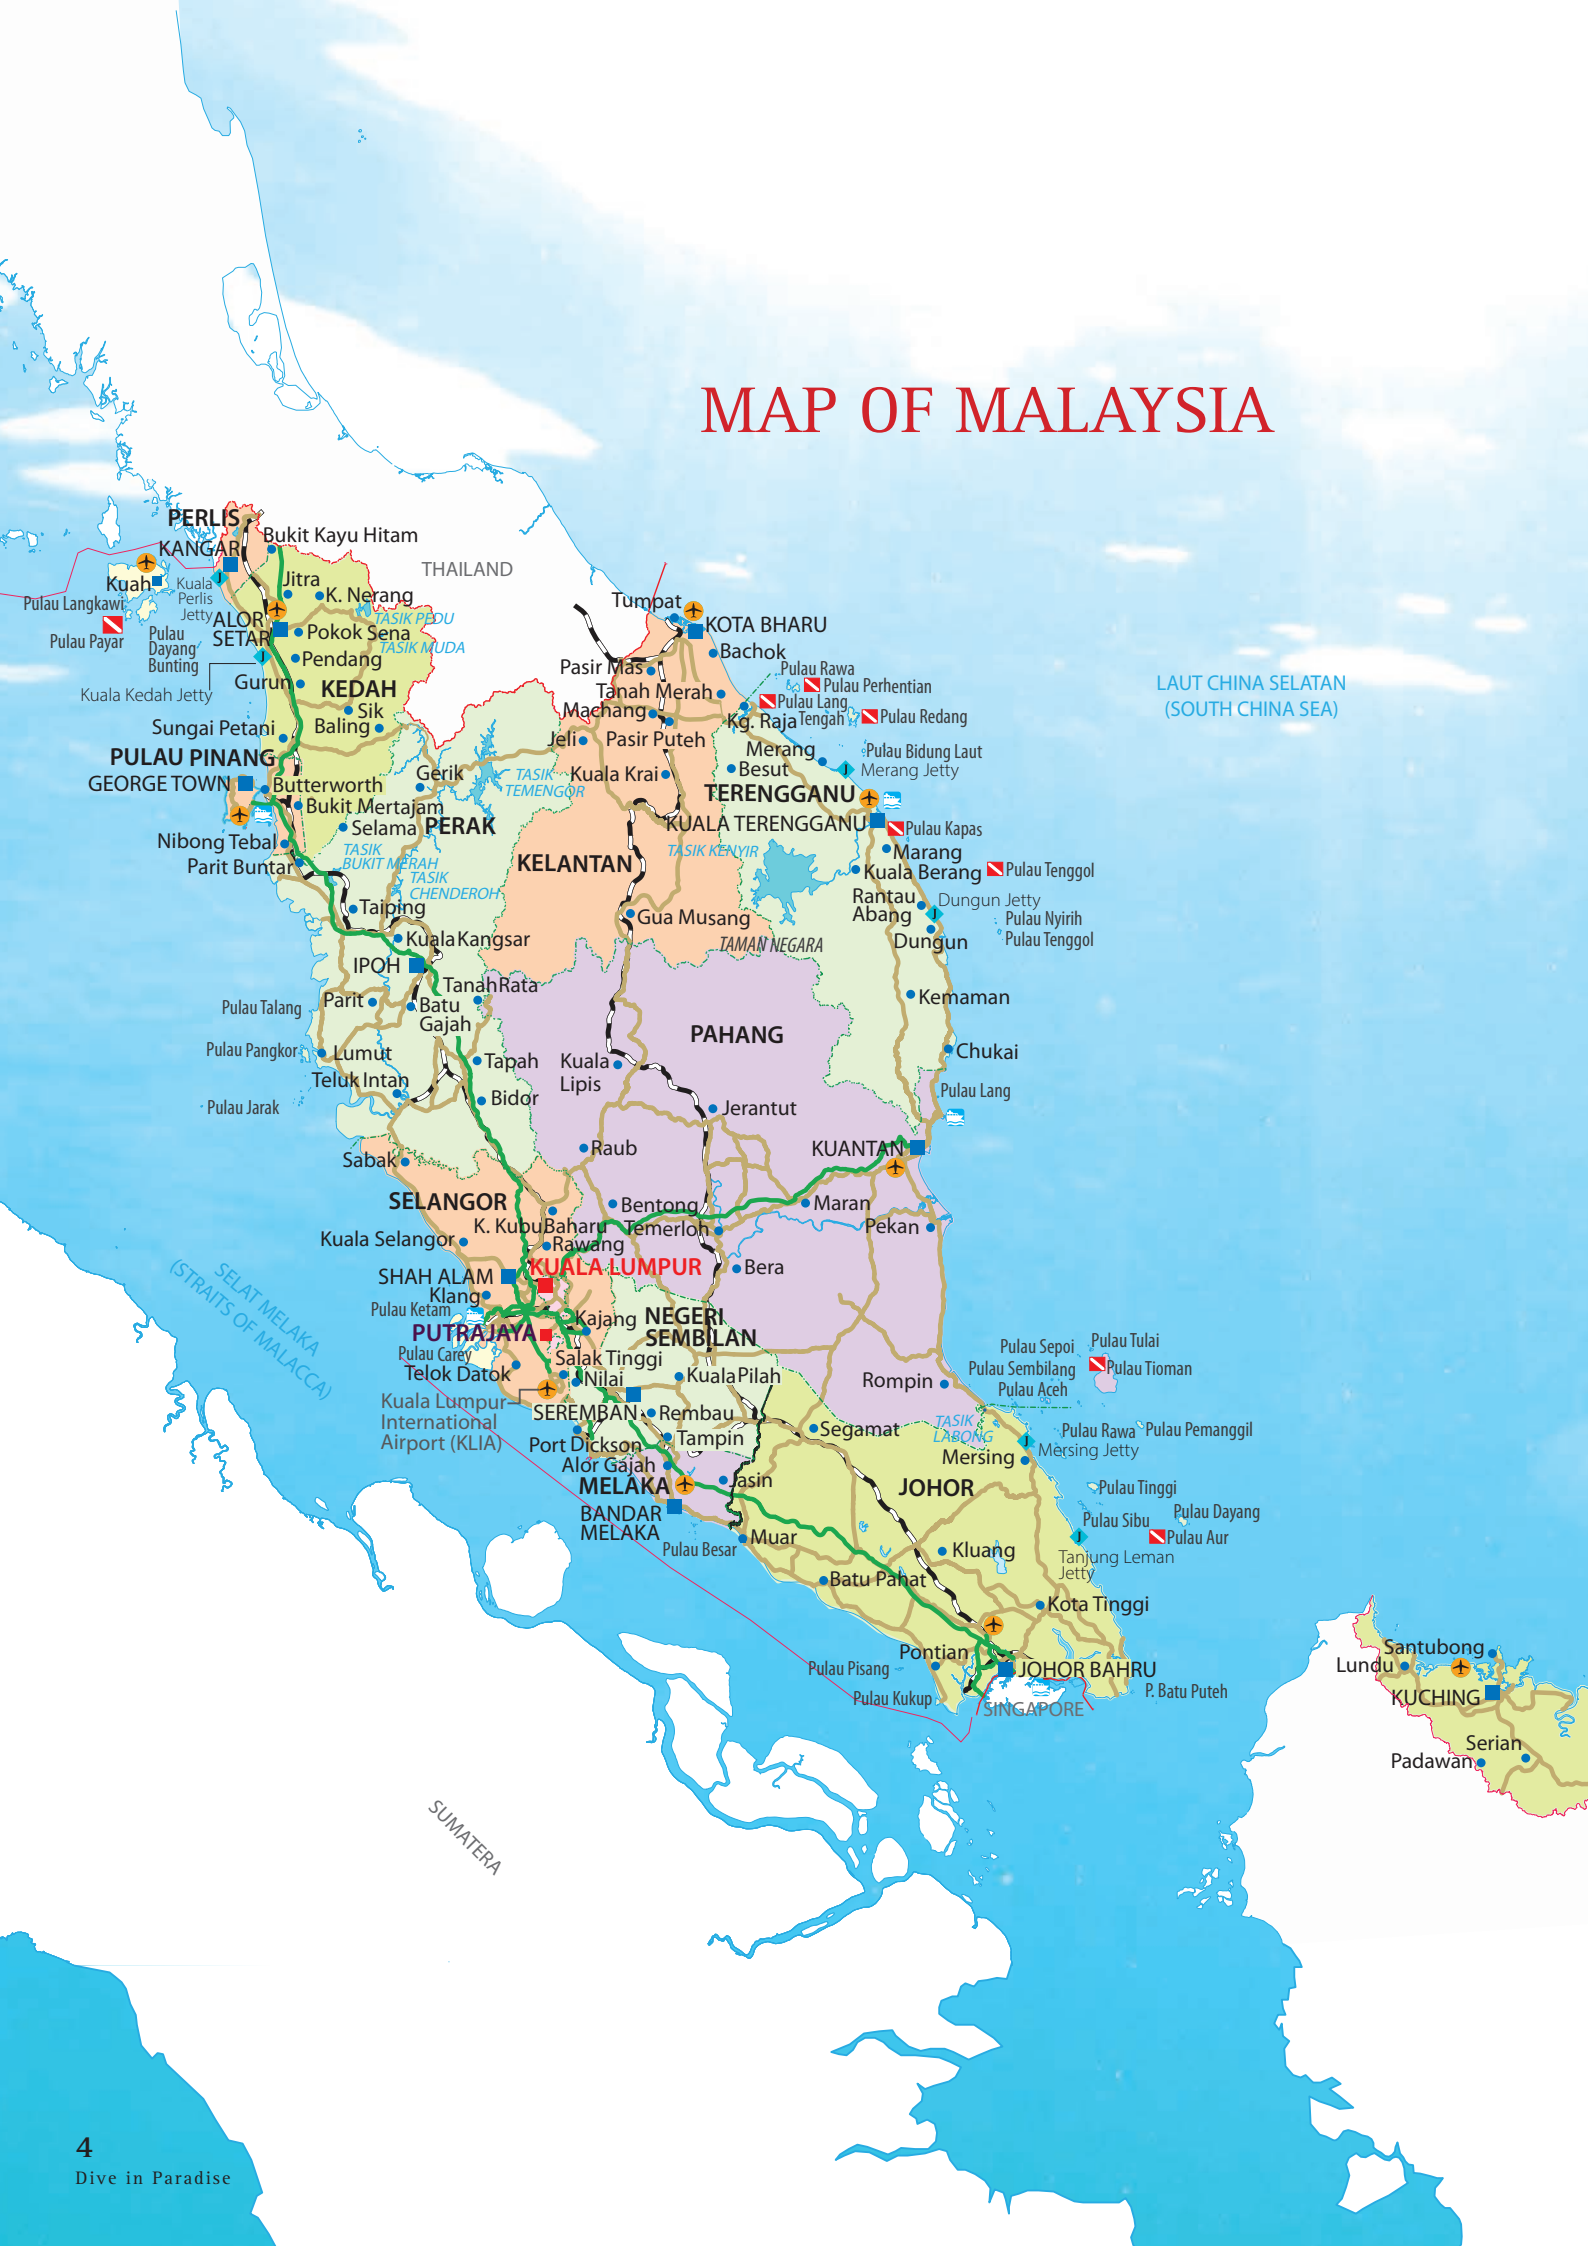 MAP OF MALAYSIA
PERLIS
KANGAR
Bukit Kayu Hitam
THAILAND
Kuah
Kuala
Perlis
Jetty
Jitra
K. Nerang
Pulau Langkawi
TASIK PEDU
ALOR
SETAR
Pokok Sena
TASIK MUDA
Pulau Payar
Pulau
Dayang
Bunting
Pendang
Kuala Kedah Jetty
Gurun
KEDAH
Sik
Baling
Sungai Petani
PULAU PINANG
GEORGE TOWN
Butterworth
Bukit Mertajam
Gerik
TASIK
TEMENGOR
Selama
PERAK
Nibong Tebal
TASIK
BUKIT MERAH
Parit Buntar
TASIK
CHENDEROH
Taiping
Kuala Kangsar
IPOH
Tanah Rata
Pulau Talang
Parit
Batu
Gajah
Pulau Pangkor
Lumut
Tapah
Teluk Intan
Bidor
Pulau Jarak
Tumpat
KOTA BHARU
Bachok
Pasir Mas
Tanah Merah
Machang
Jeli
Pasir Puteh
Kuala Krai
KELANTAN
Gua Musang
Pulau Rawa
Pulau Perhentian
Pulau Lang
Tengah
Kg. Raja
Pulau Redang
Merang
Besut
Pulau Bidung Laut
Merang Jetty
TERENGGANU
KUALA TERENGGANU
Pulau Kapas
TASIK KENYIR
Marang
Kuala Berang
Pulau Tenggol
Rantau
Abang
Dungun Jetty
Pulau Nyirih
Pulau Tenggol
Dungun
TAMAN NEGARA
Kemaman
Chukai
Pulau Lang
LAUT CHINA SELATAN
(SOUTH CHINA SEA)
PAHANG
Kuala
Lipis
Jerantut
Raub
KUANTAN
Bentong
Maran
Temerloh
Pekan
Bera
Rompin
Sabak
SELANGOR
K. Kubu Baharu
Kuala Selangor
Rawang
KUALA LUMPUR
SHAH ALAM
Klang
Pulau Ketam
Kajang
PUTRAJAYA
Pulau Carey
Telok Datok
Salak Tinggi
Nilai
Kuala Lumpur
International
Airport (KLIA)
NEGERI
SEMBILAN
Kuala Pilah
SEREMBAN
Rembau
Port Dickson
Tampin
Alor Gajah
MELAKA
Jasin
BANDAR
MELAKA
Pulau Besar
SELAT MELAKA
(STRAITS OF MALACCA)
Pulau Sepoi
Pulau Tulai
Pulau Sembilang
Pulau Tioman
Pulau Aceh
Segamat
TASIK
LABONG
Pulau Rawa
Pulau Pemanggil
Mersing Jetty
Mersing
JOHOR
Pulau Tinggi
Pulau Dayang
Pulau Sibu
Pulau Aur
Muar
Kluang
Tanjung Leman
Jetty
Batu Pahat
Kota Tinggi
Pontian
Pulau Pisang
JOHOR BAHRU
Pulau Kukup
P. Batu Puteh
SINGAPORE
Santubong
Lundu
KUCHING
Serian
Padawan
SUMATERA
4
Dive in Paradise